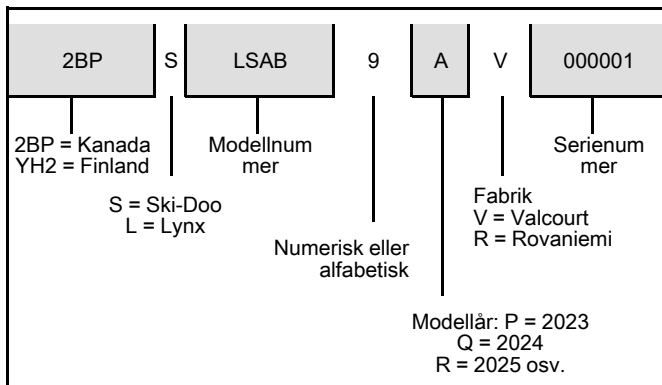 2BP S LSAB 9 A V 000001
2BP = Kanada
YH2 = Finland
Modellnum
mer
Serienum
mer
S = Ski-Doo
L = Lynx
Fabrik
V = Valcourt
R = Rovaniemi
Numerisk eller
alfabetisk
Modellår: P = 2023
Q = 2024
R = 2025 osv.